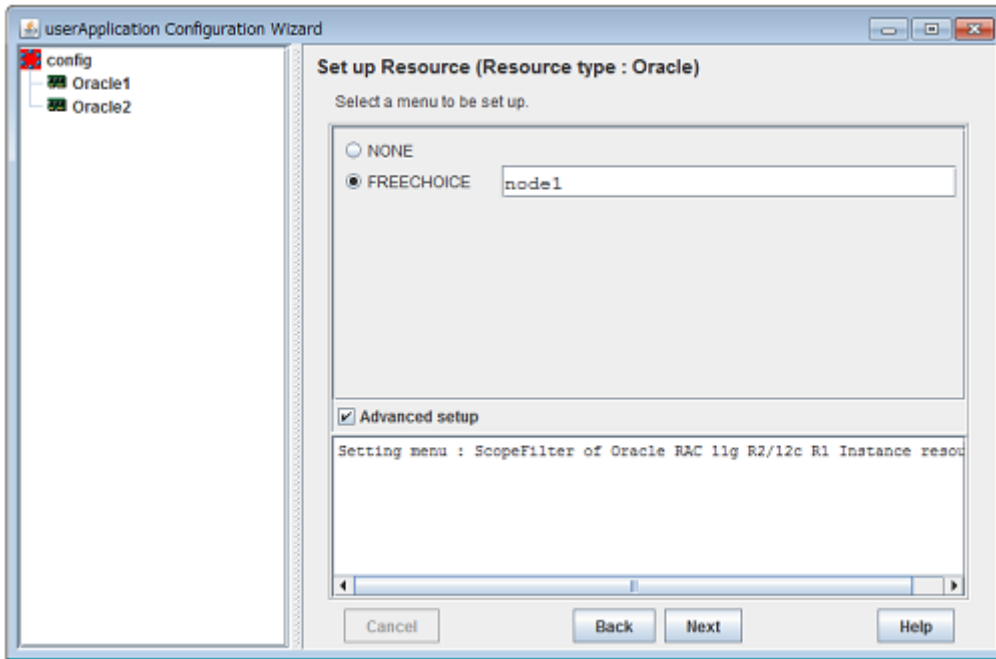 userApplication Configuration Wizard
config
Oracle1
Oracle2
Set up Resource (Resource type : Oracle)
Select a menu to be set up.
NONE
FREECHOICE node1
Advanced setup
Setting menu : ScopeFilter of Oracle RAC 11g R2/12c R1 Instance resou
Cancel Back Next Help